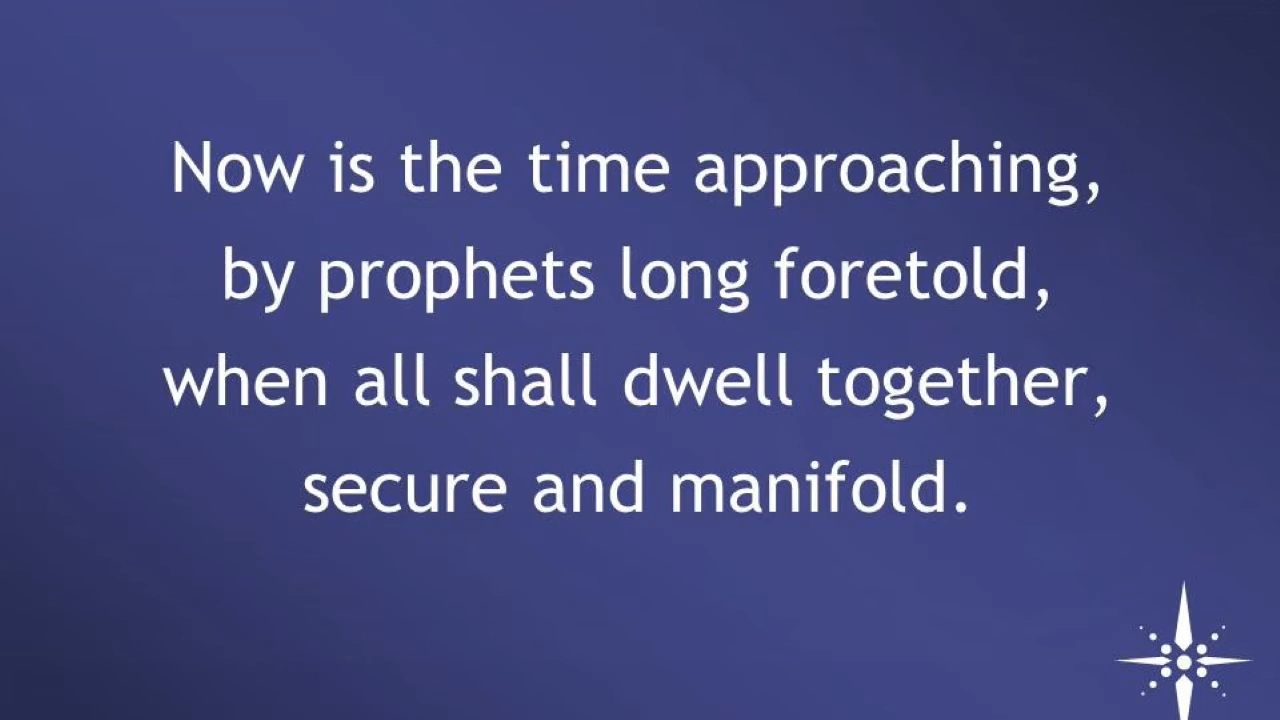 Now is the time approaching,
by prophets long foretold,
when all shall dwell together,
secure and manifold.